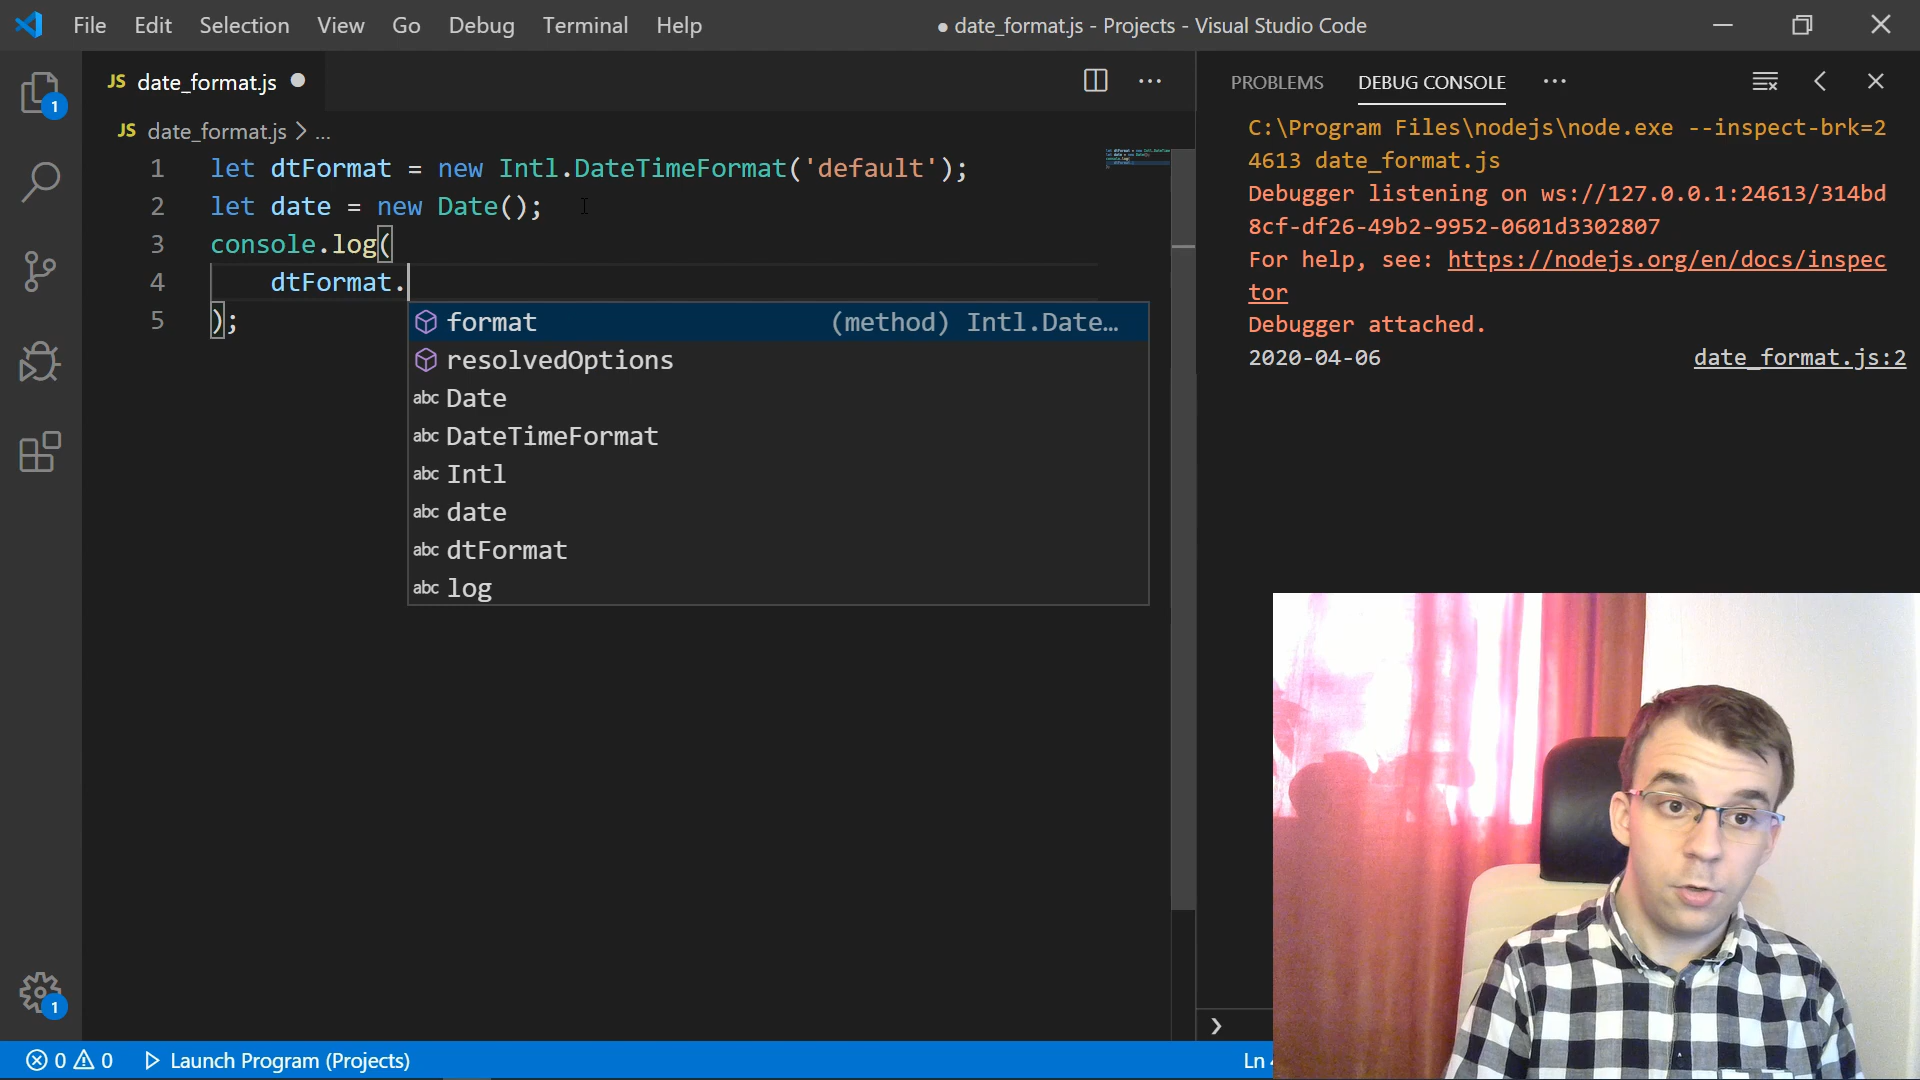 File Edit Selection View Go Debug Terminal Help
● date_format.js - Projects - Visual Studio Code
JS date_format.js ●
PROBLEMS DEBUG CONSOLE ...
JS date_format.js > ...
1 let dtFormat = new Intl.DateTimeFormat('default');
2 let date = new Date();
3 console.log(
4 dtFormat.
5 );
format (method) Intl.Date…
resolvedOptions
abc Date
abc DateTimeFormat
abc Intl
abc date
abc dtFormat
abc log
C:\Program Files\nodejs\node.exe --inspect-brk=2
4613 date_format.js
Debugger listening on ws://127.0.0.1:24613/314bd
8cf-df26-49b2-9952-0601d3302807
For help, see: https://nodejs.org/en/docs/inspec
tor
Debugger attached.
2020-04-06 date_format.js:2
1
1
0 0 Launch Program (Projects)
Ln